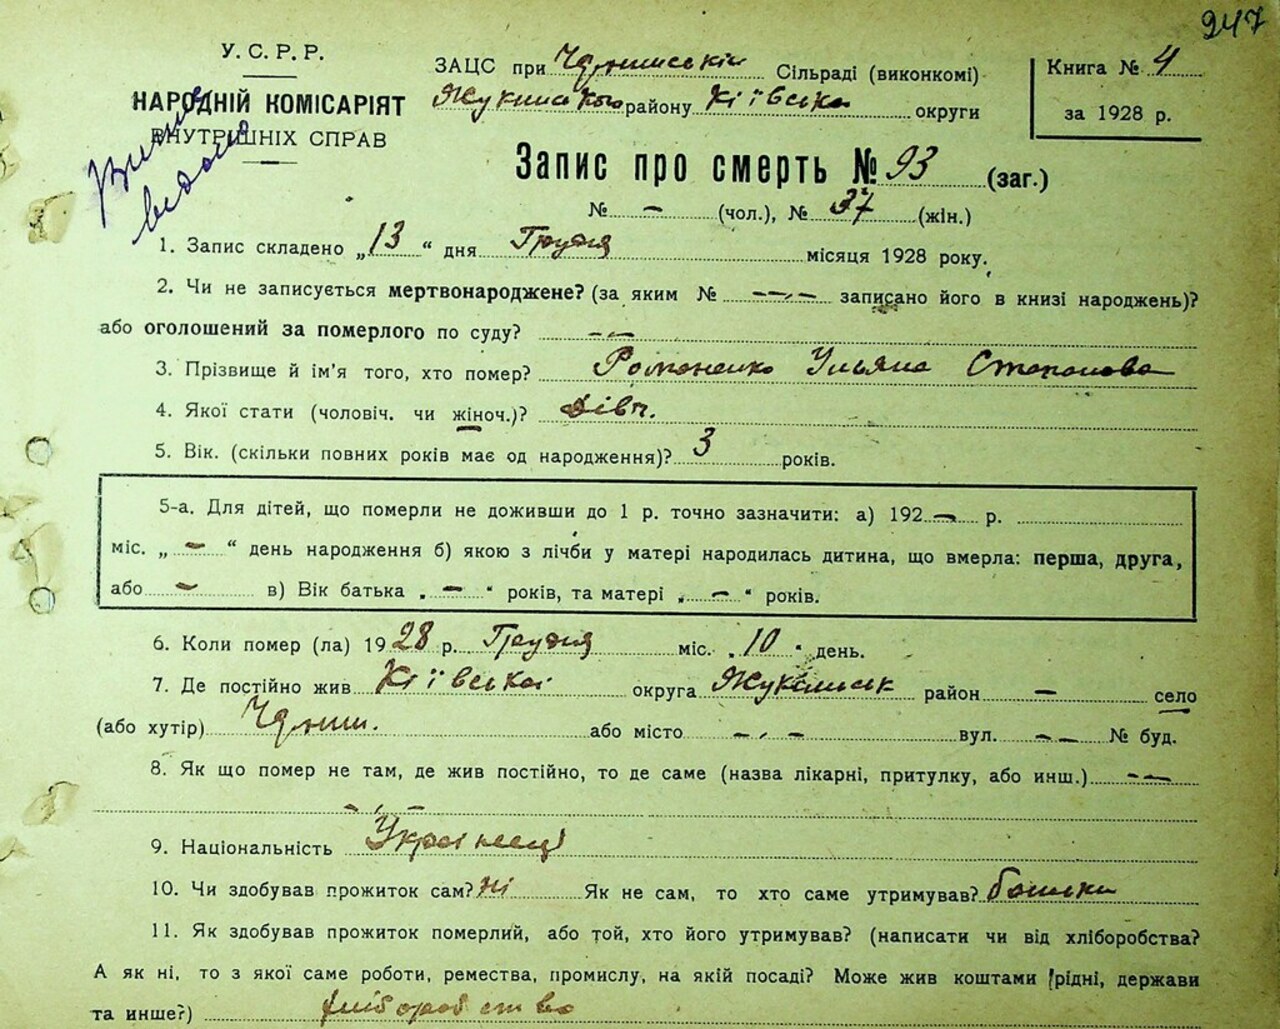 247
У.С.Р.Р.
НАРОДНІЙ КОМІСАРІЯТ
ВНУТРІШНІХ СПРАВ
ЗАЦС при Сільраді (виконкомі)
району Київської округи
Книга № 4
за 1928 р.
Запис про смерть № 93 (заг.)
№ – (чол.), № 37 (жін.)
1. Запис складено „13“ дня Грудня місяця 1928 року.
2. Чи не записується мертвонароджене? (за яким № – – – записано його в книзі народжень)?
або оголошений за померлого по суду? – –
3. Прізвище й ім'я того, хто помер? Романенко Ульяна Степанова
4. Якої стати (чоловіч. чи жіноч.)? дівч.
5. Вік. (скільки повних років має од народження)? 3 років.
5-а. Для дітей, що померли не доживши до 1 р. точно зазначити: а) 192 – р.
міс. „ – “ день народження б) якою з лічби у матері народилась дитина, що вмерла: перша, друга,
або – в) Вік батька „ – “ років, та матері „ – “ років.
6. Коли помер (ла) 1928 р. Грудня міс. „10“ день.
7. Де постійно жив Київської округа район – село
(або хутір) або місто – – вул. – – № буд.
8. Як що помер не там, де жив постійно, то де саме (назва лікарні, притулку, або инш.) – –
– –
9. Національність Українці
10. Чи здобував прожиток сам? ні Як не сам, то хто саме утримував? батьки
11. Як здобував прожиток померлий, або той, хто його утримував? (написати чи від хліборобства?
А як ні, то з якої саме роботи, ремества, промислу, на якій посаді? Може жив коштами рідні, держави
та инше?) хліборобство